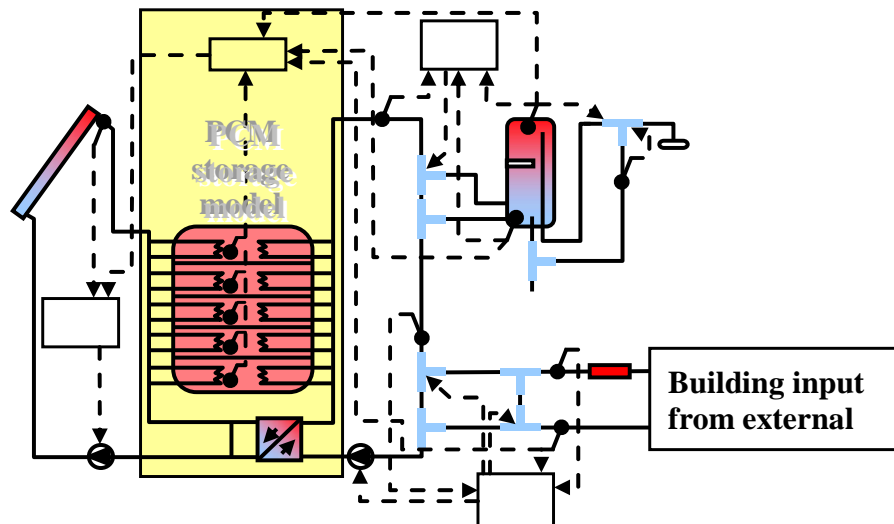 PCM
storage
model
Building input
from external